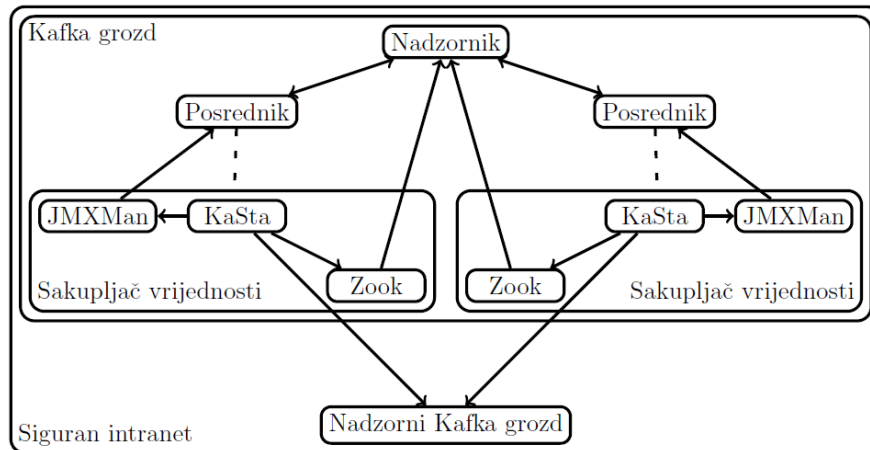 Kafka grozd
Nadzornik
Posrednik
Posrednik
JMXMan
KaSta
KaSta
JMXMan
Zook
Zook
Sakupljač vrijednosti
Sakupljač vrijednosti
Nadzorni Kafka grozd
Siguran intranet